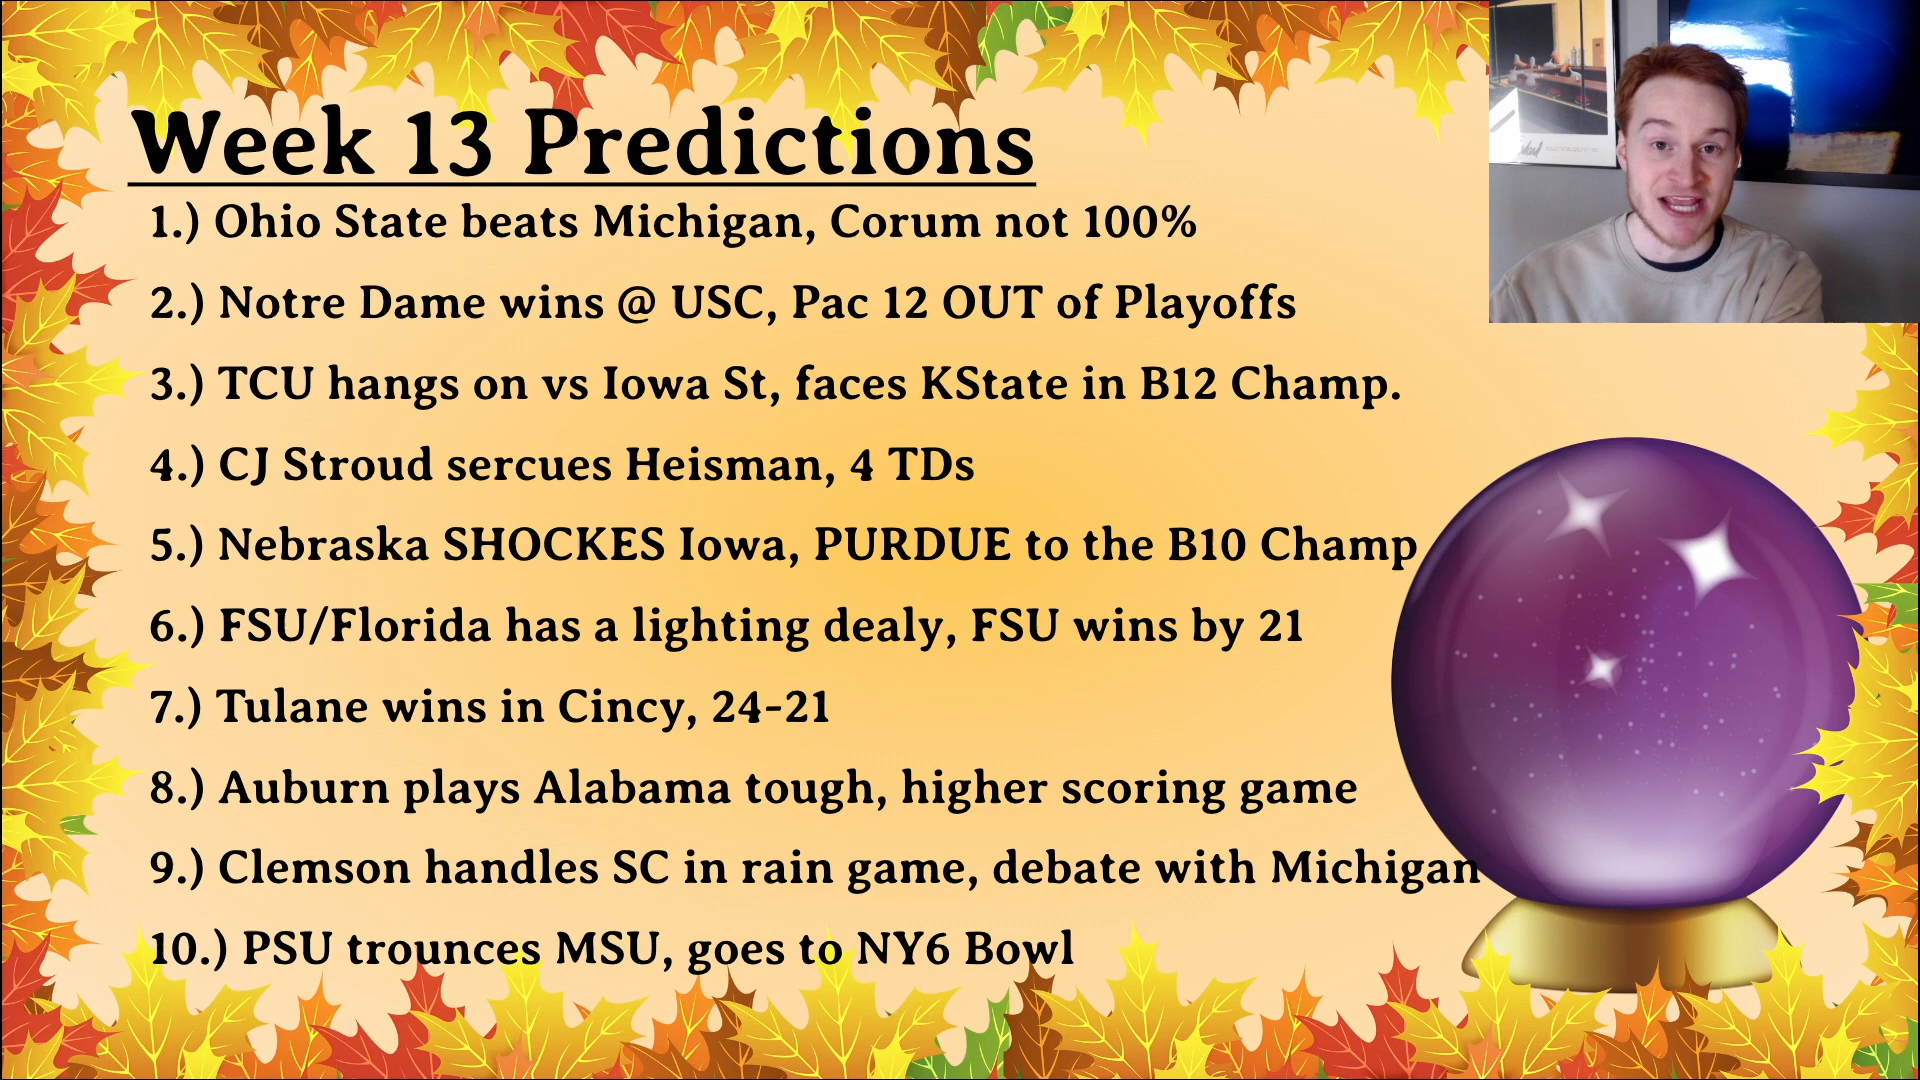 Week 13 Predictions
1.) Ohio State beats Michigan, Corum not 100%
2.) Notre Dame wins @ USC, Pac 12 OUT of Playoffs
3.) TCU hangs on vs Iowa St, faces KState in B12 Champ.
4.) CJ Stroud sercues Heisman, 4 TDs
5.) Nebraska SHOCKES Iowa, PURDUE to the B10 Champ
6.) FSU/Florida has a lighting dealy, FSU wins by 21
7.) Tulane wins in Cincy, 24-21
8.) Auburn plays Alabama tough, higher scoring game
9.) Clemson handles SC in rain game, debate with Michigan
10.) PSU trounces MSU, goes to NY6 Bowl